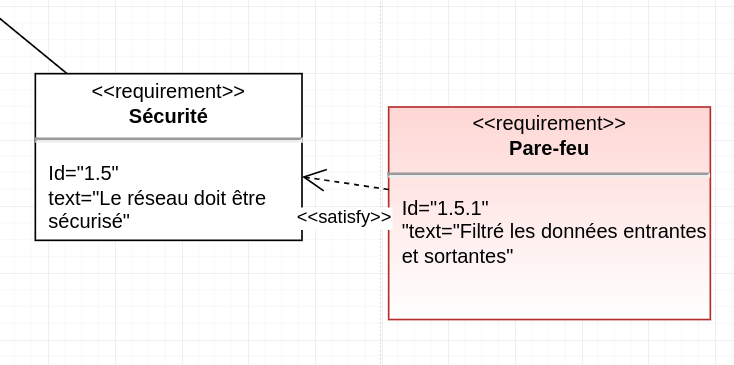 <<requirement>>
Sécurité
Id="1.5"
text="Le réseau doit être
sécurisé"
<<satisfy>>
<<requirement>>
Pare-feu
Id="1.5.1"
"text="Filtré les données entrantes
et sortantes"